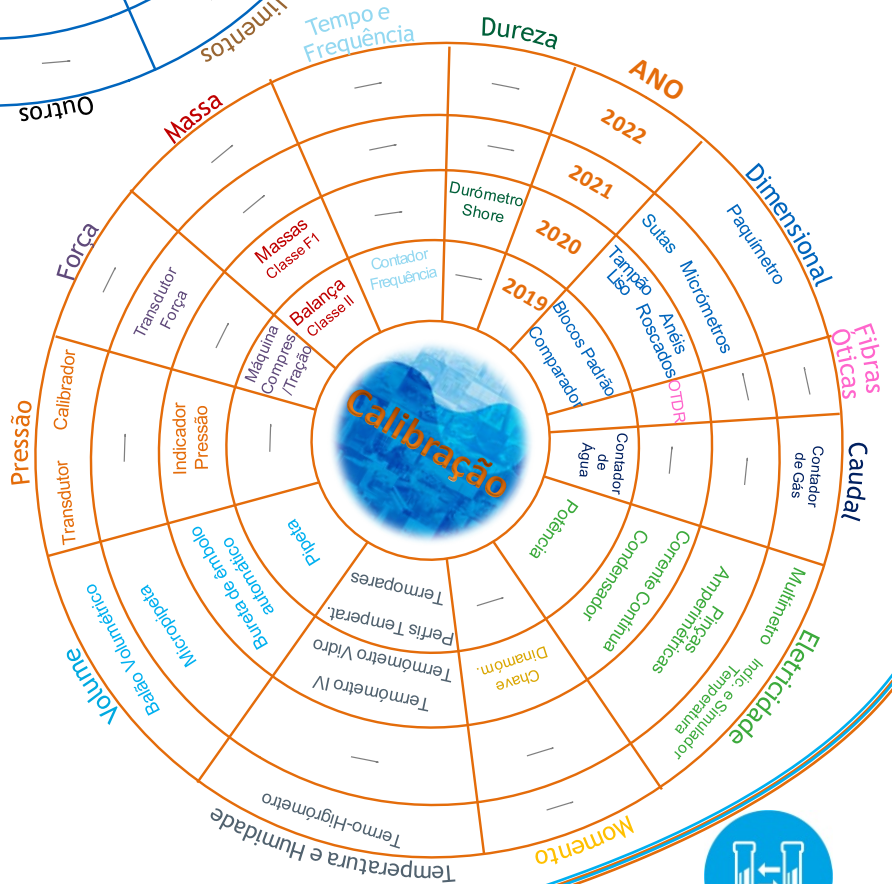 Outros
limentos
Tempo e
Frequência
Dureza
ANO
2022
2021
2020
2019
Dimensional
Paquímetro
Sutas
Micrómetros
Tampão
Liso
Anéis
Roscados
Blocos Padrão
Comparador
Fibras
Óticas
OTDR
Caudal
Contador
de Gás
Contador
de
Água
Eletricidade
Multímetro
Indic. e Simulador
Temperatura
Pinças
Amperimétricas
Corrente Contínua
Condensador
Potência
Momento
Chave
Dinamóm.
Temperatura e Humidade
Termo-Higrómetro
Termómetro Vidro
Termómetro IV
Termopares
Perfis Temperat.
Volume
Balão Volumétrico
Micropipeta
Bureta de êmbolo
automático
Pipeta
Pressão
Calibrador
Transdutor
Indicador
Pressão
Força
Transdutor
Força
Máquina
Compres
/Tração
Massa
Massas
Classe F1
Balança
Classe II
Contador
Frequência
Durómetro
Shore
Calibração